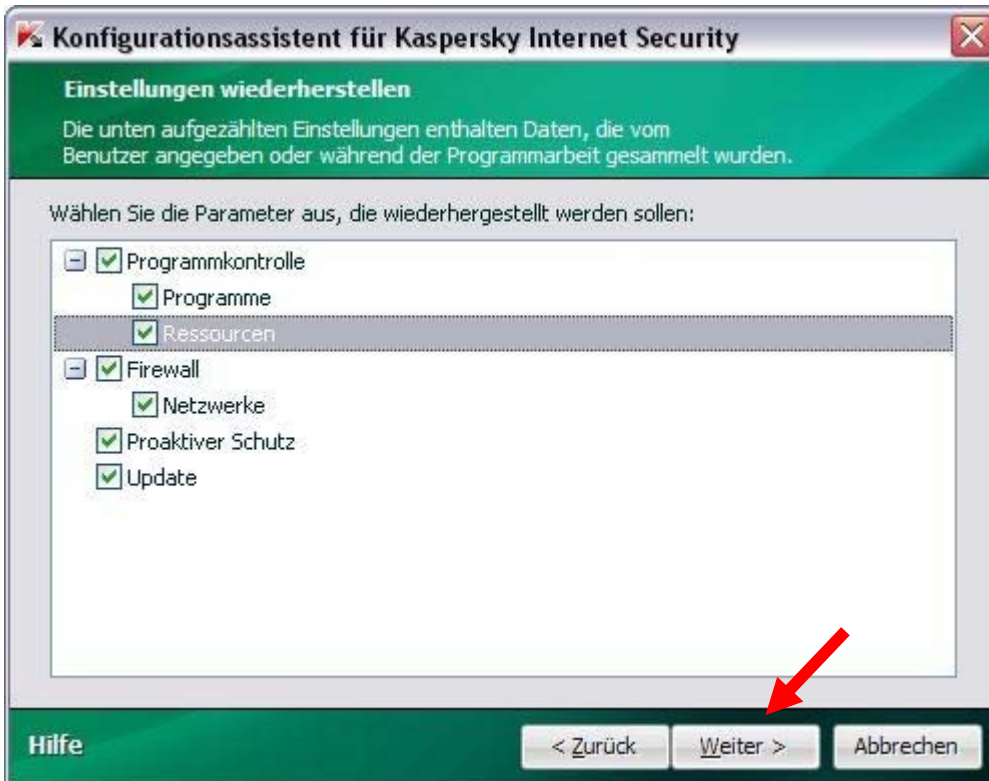 Konfigurationsassistent für Kaspersky Internet Security
Einstellungen wiederherstellen
Die unten aufgezählten Einstellungen enthalten Daten, die vom
Benutzer angegeben oder während der Programmarbeit gesammelt wurden.
Wählen Sie die Parameter aus, die wiederhergestellt werden sollen:
Programmkontrolle
Programme
Ressourcen
Firewall
Netzwerke
Proaktiver Schutz
Update
Hilfe
< Zurück
Weiter >
Abbrechen